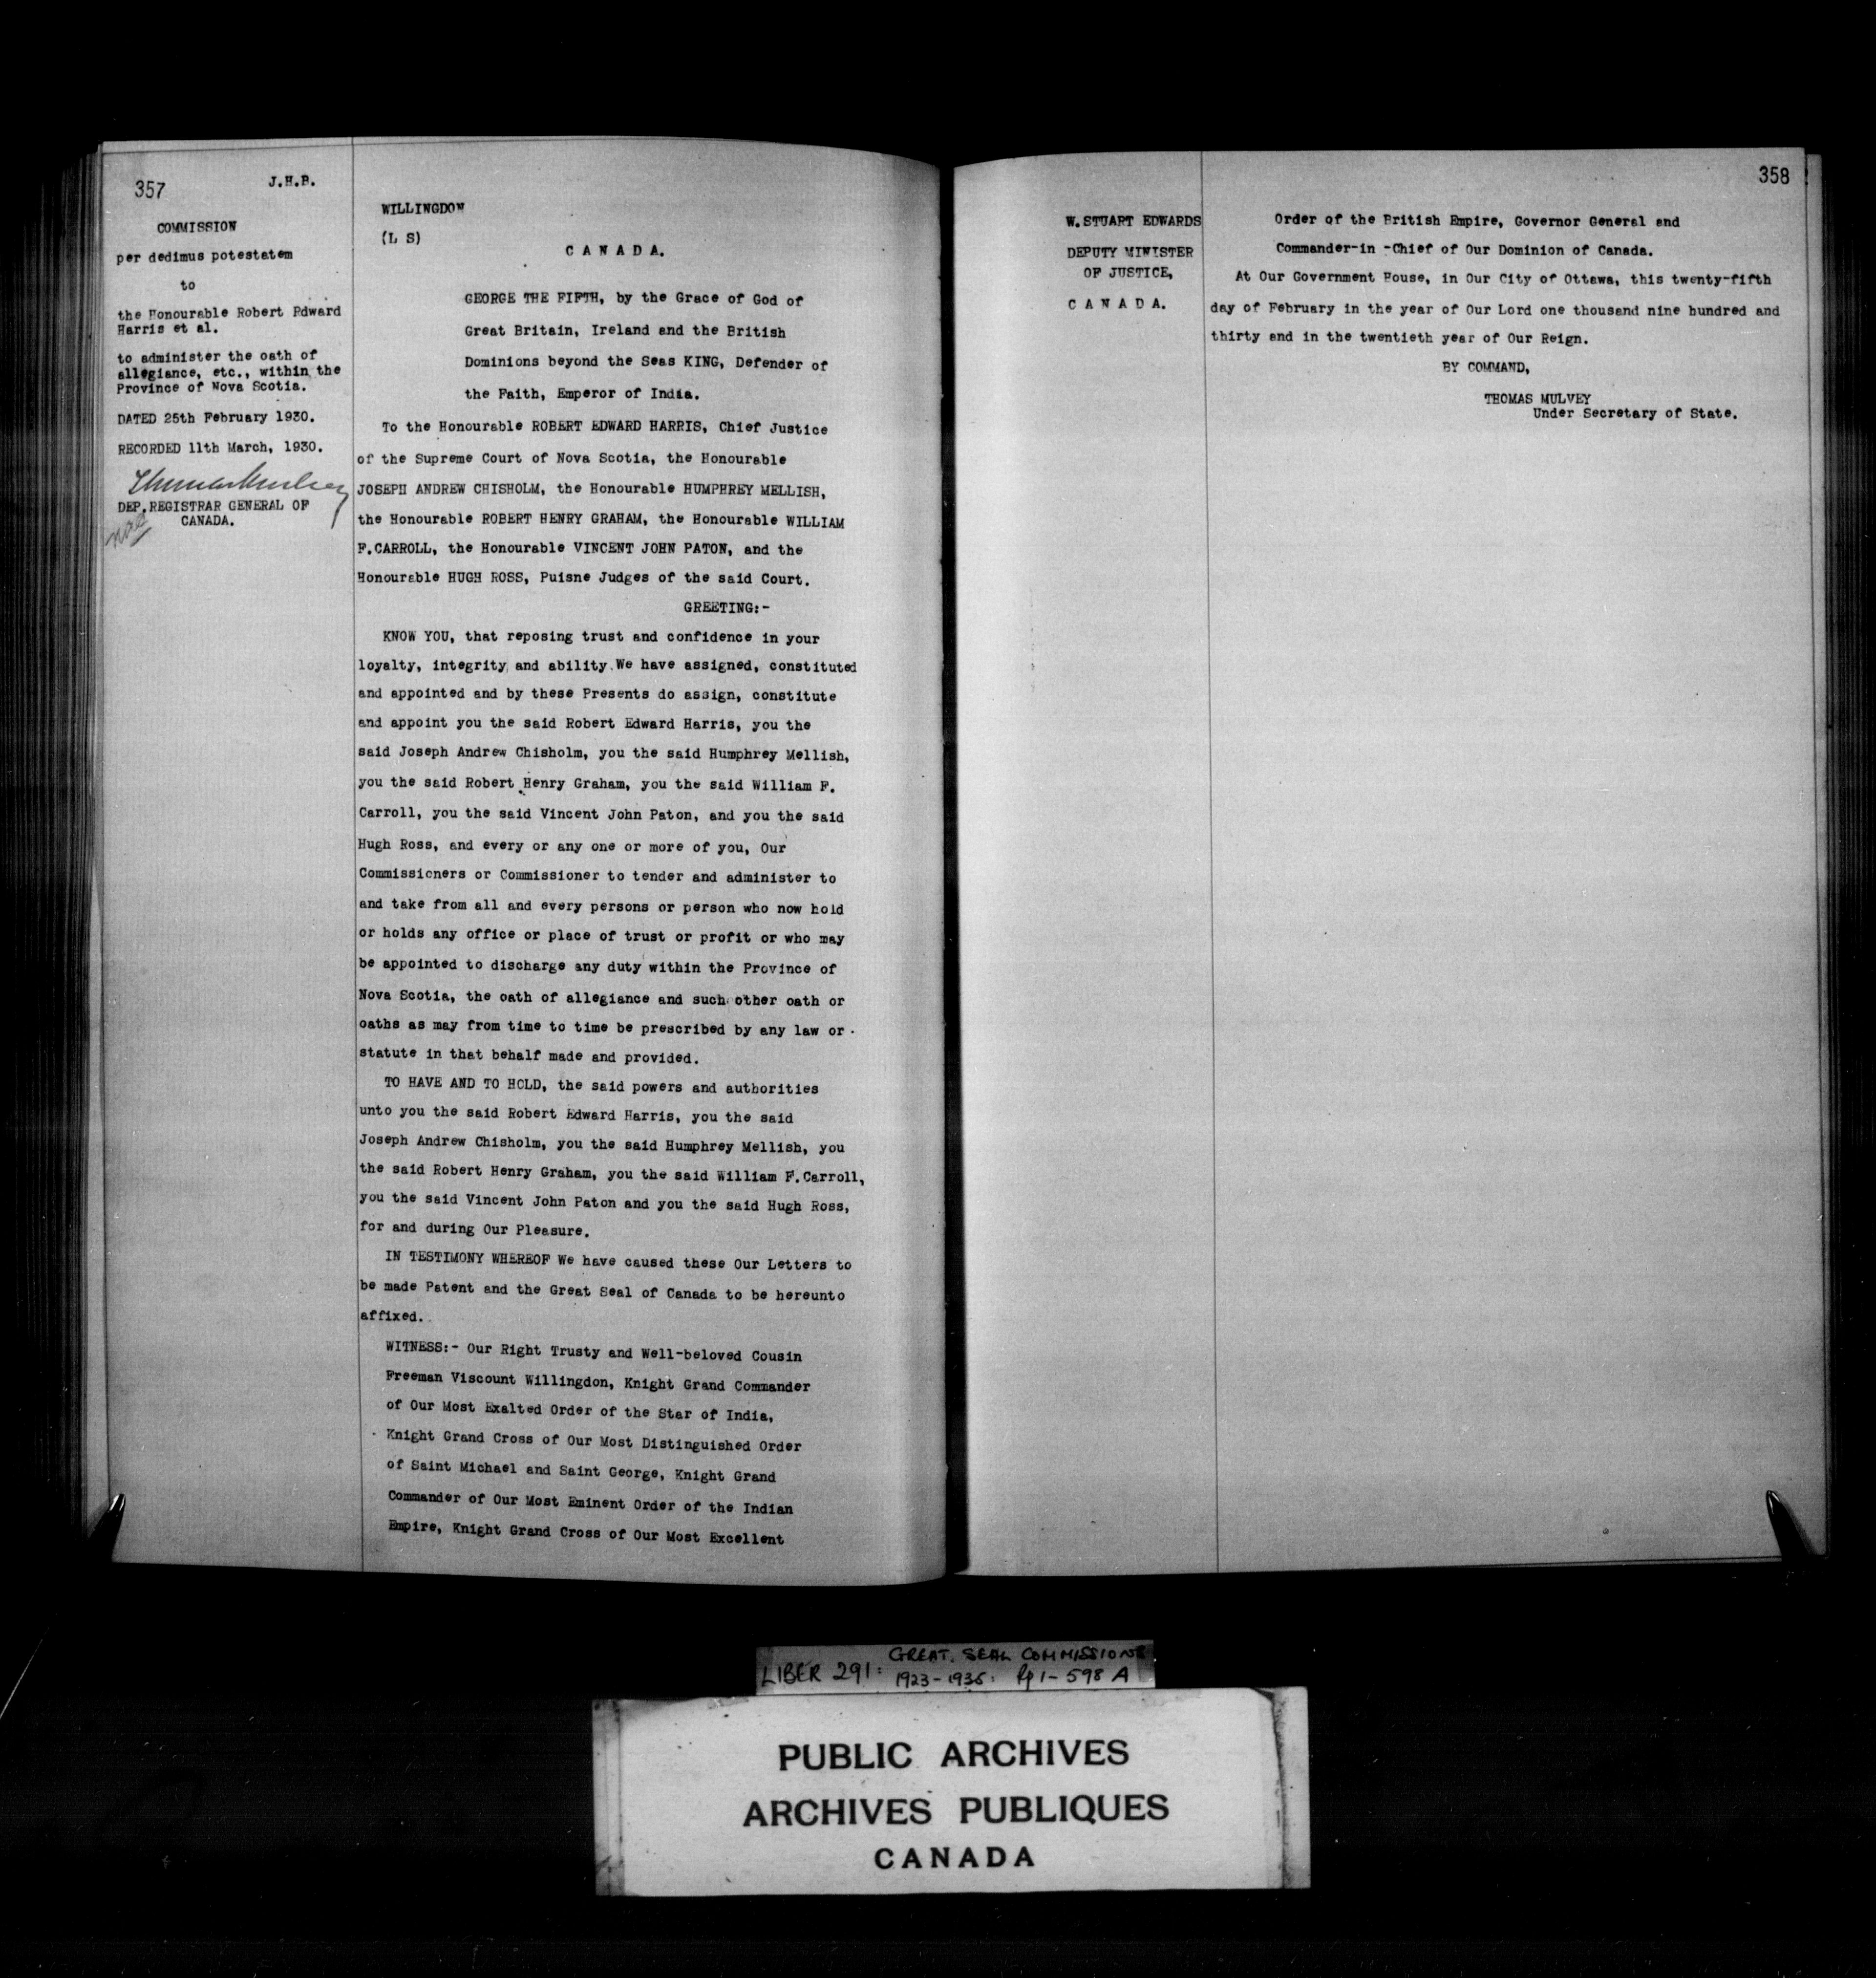 357
J.H.B.
COMMISSION
per dedimus potestatem
to
the Honourable Robert Edward
Harris et al.
to administer the oath of
allegiance, etc., within the
Province of Nova Scotia.
DATED 25th February 1930.
RECORDED 11th March, 1930.
Thomas Mulvey
DEP.REGISTRAR GENERAL OF
CANADA.
WILLINGDON
(L S)
C A N A D A.
GEORGE THE FIFTH, by the Grace of God of
Great Britain, Ireland and the British
Dominions beyond the Seas KING, Defender of
the Faith, Emperor of India.
To the Honourable ROBERT EDWARD HARRIS, Chief Justice
of the Supreme Court of Nova Scotia, the Honourable
JOSEPH ANDREW CHISHOLM, the Honourable HUMPHREY MELLISH,
the Honourable ROBERT HENRY GRAHAM, the Honourable WILLIAM
F.CARROLL, the Honourable VINCENT JOHN PATON, and the
Honourable HUGH ROSS, Puisne Judges of the said Court.
GREETING:-
KNOW YOU, that reposing trust and confidence in your
loyalty, integrity and ability.We have assigned, constituted
and appointed and by these Presents do assign, constitute
and appoint you the said Robert Edward Harris, you the
said Joseph Andrew Chisholm, you the said Humphrey Mellish,
you the said Robert Henry Graham, you the said William F.
Carroll, you the said Vincent John Paton, and you the said
Hugh Ross, and every or any one or more of you, Our
Commissioners or Commissioner to tender and administer to
and take from all and every persons or person who now hold
or holds any office or place of trust or profit or who may
be appointed to discharge any duty within the Province of
Nova Scotia, the oath of allegiance and such other oath or
oaths as may from time to time be prescribed by any law or
statute in that behalf made and provided.
TO HAVE AND TO HOLD, the said powers and authorities
unto you the said Robert Edward Harris, you the said
Joseph Andrew Chisholm, you the said Humphrey Mellish, you
the said Robert Henry Graham, you the said William F.Carroll,
you the said Vincent John Paton and you the said Hugh Ross,
for and during Our Pleasure.
IN TESTIMONY WHEREOF We have caused these Our Letters to
be made Patent and the Great Seal of Canada to be hereunto
affixed.
WITNESS:- Our Right Trusty and Well-beloved Cousin
Freeman Viscount Willingdon, Knight Grand Commander
of Our Most Exalted Order of the Star of India,
Knight Grand Cross of Our Most Distinguished Order
of Saint Michael and Saint George, Knight Grand
Commander of Our Most Eminent Order of the Indian
Empire, Knight Grand Cross of Our Most Excellent
358
W.STUART EDWARDS
DEPUTY MINISTER
OF JUSTICE,
C A N A D A.
Order of the British Empire, Governor General and
Commander-in -Chief of Our Dominion of Canada.
At Our Government House, in Our City of Ottawa, this twenty-fifth
day of February in the year of Our Lord one thousand nine hundred and
thirty and in the twentieth year of Our Reign.
BY COMMAND,
THOMAS MULVEY
Under Secretary of State.
LIBER 291: GREAT SEAL COMMISSIONS
1923-1935: Pp 1-598 A
PUBLIC ARCHIVES
ARCHIVES PUBLIQUES
CANADA